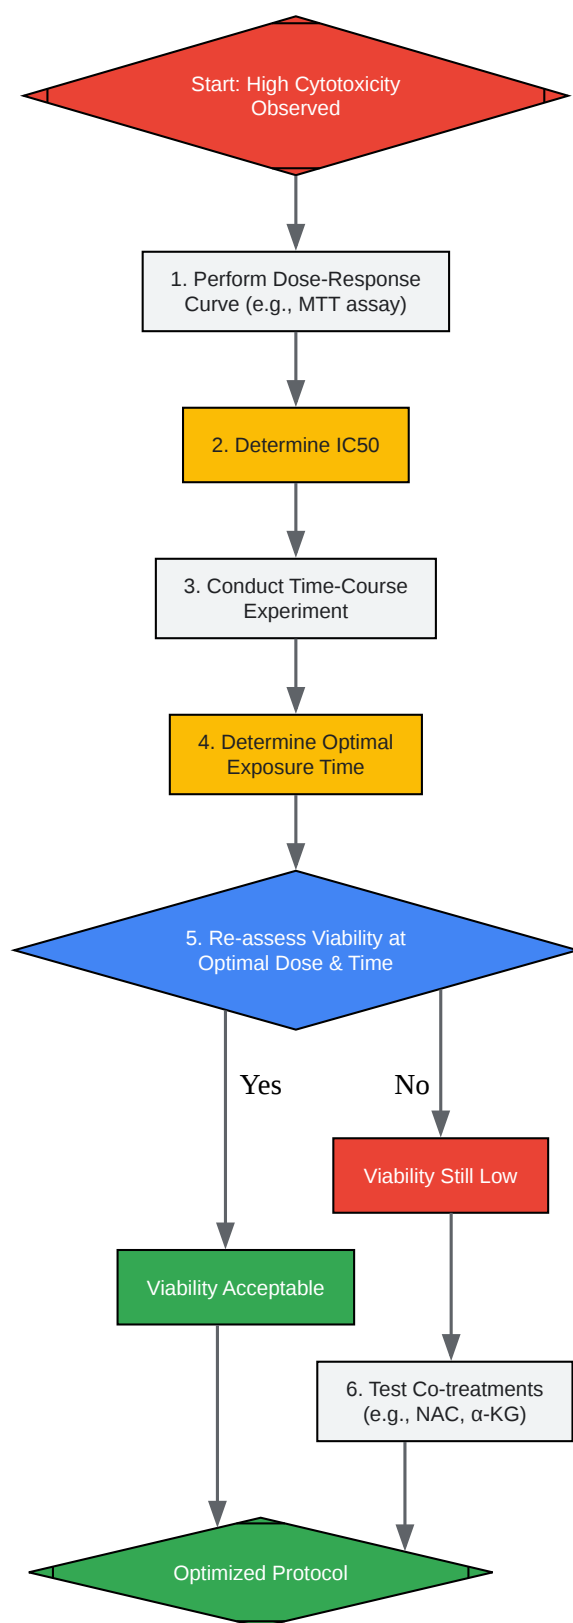 Start: High Cytotoxicity
Observed
1. Perform Dose-Response
Curve (e.g., MTT assay)
2. Determine IC50
3. Conduct Time-Course
Experiment
4. Determine Optimal
Exposure Time
5. Re-assess Viability at
Optimal Dose & Time
Yes
No
Viability Still Low
Viability Acceptable
6. Test Co-treatments
(e.g., NAC, α-KG)
Optimized Protocol